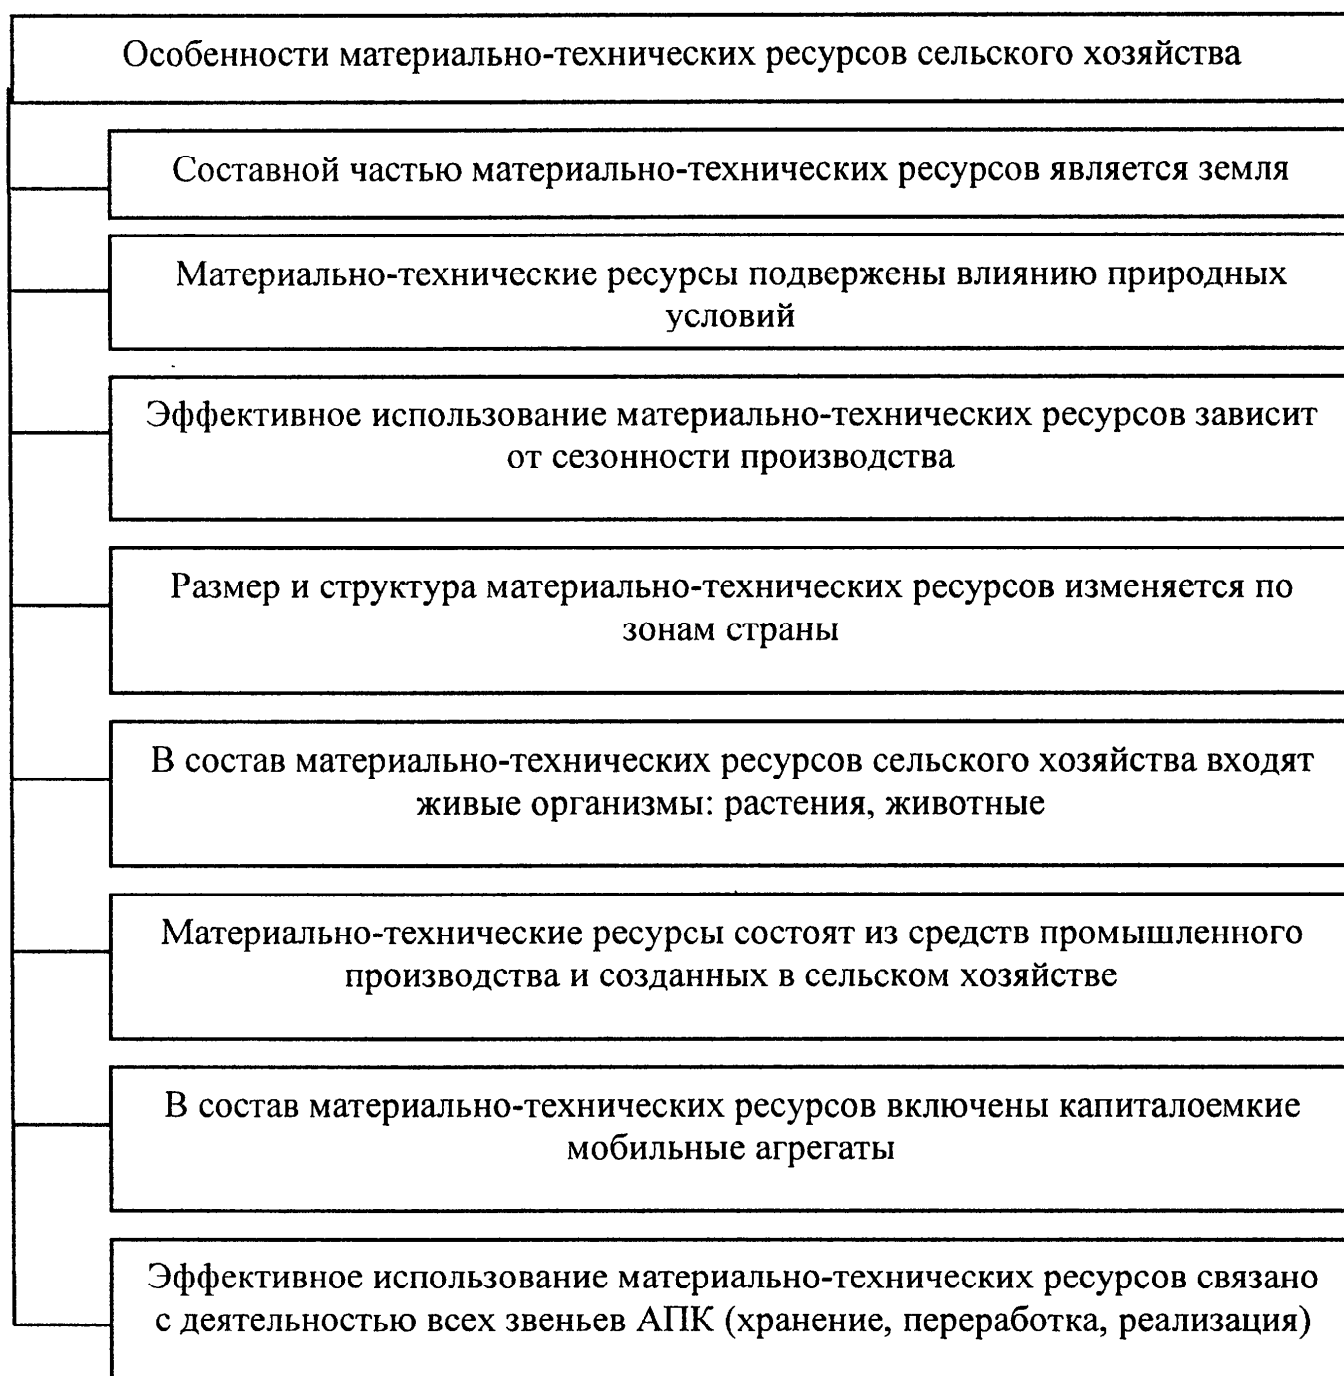 Особенности материально-технических ресурсов сельского хозяйства
Составной частью материально-технических ресурсов является земля
Материально-технические ресурсы подвержены влиянию природных
условий
Эффективное использование материально-технических ресурсов зависит
от сезонности производства
Размер и структура материально-технических ресурсов изменяется по
зонам страны
В состав материально-технических ресурсов сельского хозяйства входят
живые организмы: растения, животные
Материально-технические ресурсы состоят из средств промышленного
производства и созданных в сельском хозяйстве
В состав материально-технических ресурсов включены капиталоемкие
мобильные агрегаты
Эффективное использование материально-технических ресурсов связано
с деятельностью всех звеньев АПК (хранение, переработка, реализация)